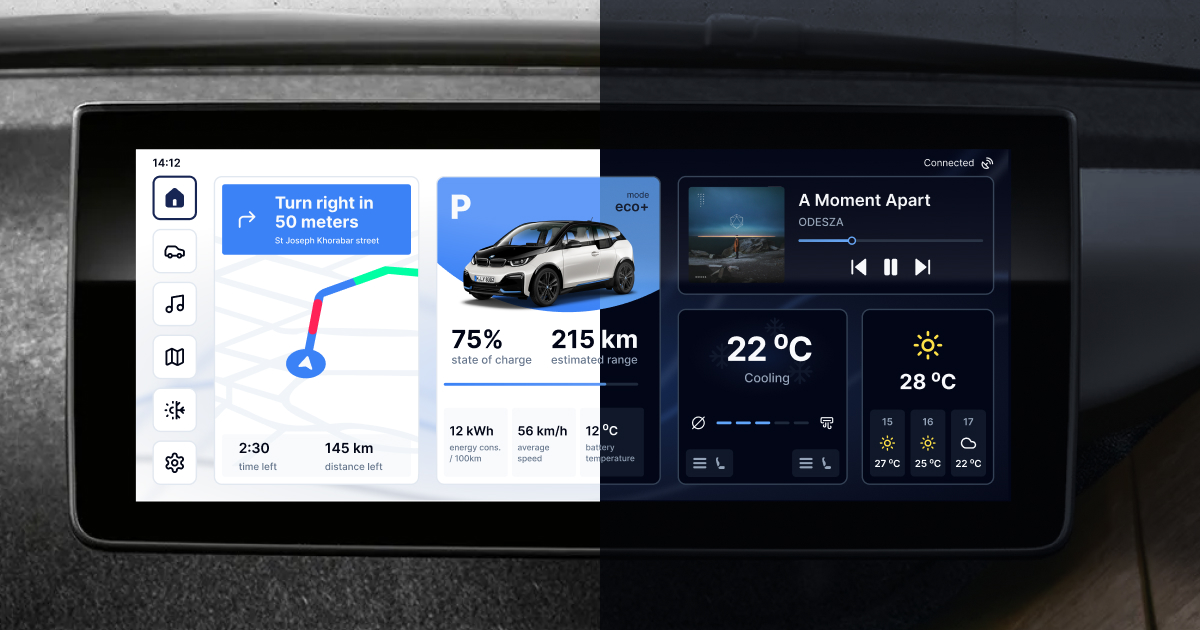 14:12
Connected
Turn right in
50 meters
St Joseph Khorabar street
2:30
time left
145 km
distance left
P
mode
eco+
75%
state of charge
215 km
estimated range
12 kWh
energy cons.
/ 100km
56 km/h
average
speed
12 ºC
battery
temperature
A Moment Apart
ODESZA
22 ºC
Cooling
28 ºC
15
27 ºC
16
25 ºC
17
22 ºC